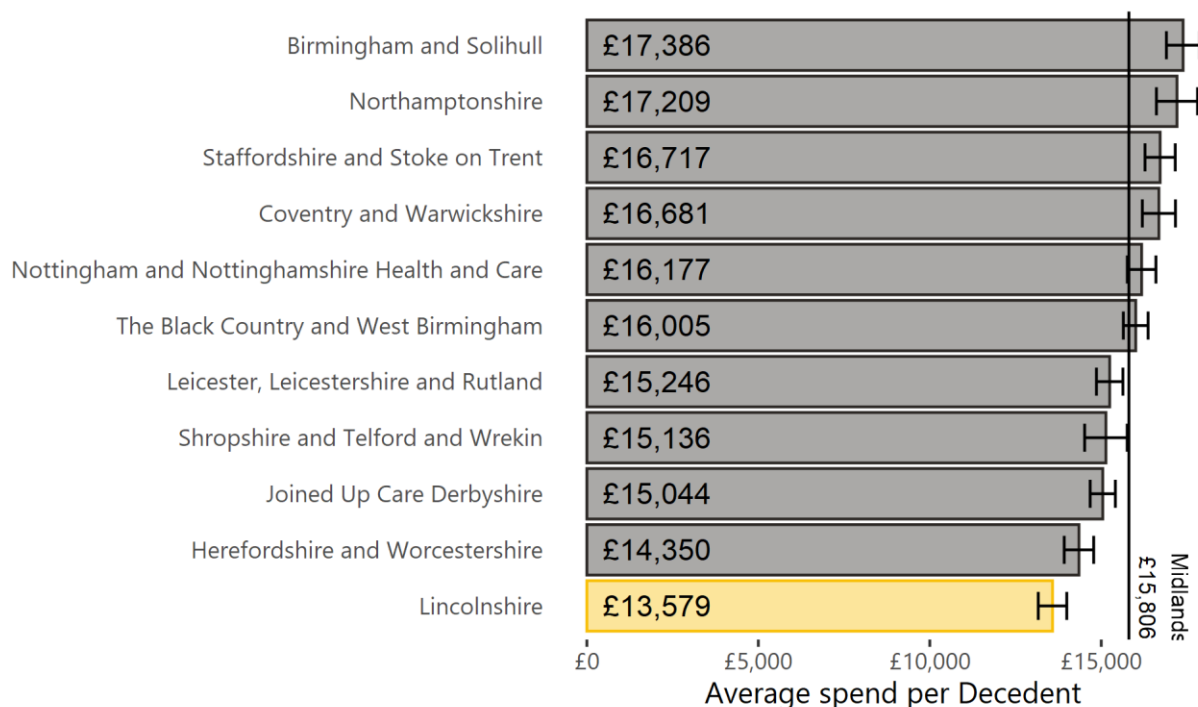 Birmingham and Solihull £17,386
Northamptonshire £17,209
Staffordshire and Stoke on Trent £16,717
Coventry and Warwickshire £16,681
Nottingham and Nottinghamshire Health and Care £16,177
The Black Country and West Birmingham £16,005
Leicester, Leicestershire and Rutland £15,246
Shropshire and Telford and Wrekin £15,136
Joined Up Care Derbyshire £15,044
Herefordshire and Worcestershire £14,350
Lincolnshire £13,579
Midlands
£15,806
£0 £5,000 £10,000 £15,000
Average spend per Decedent